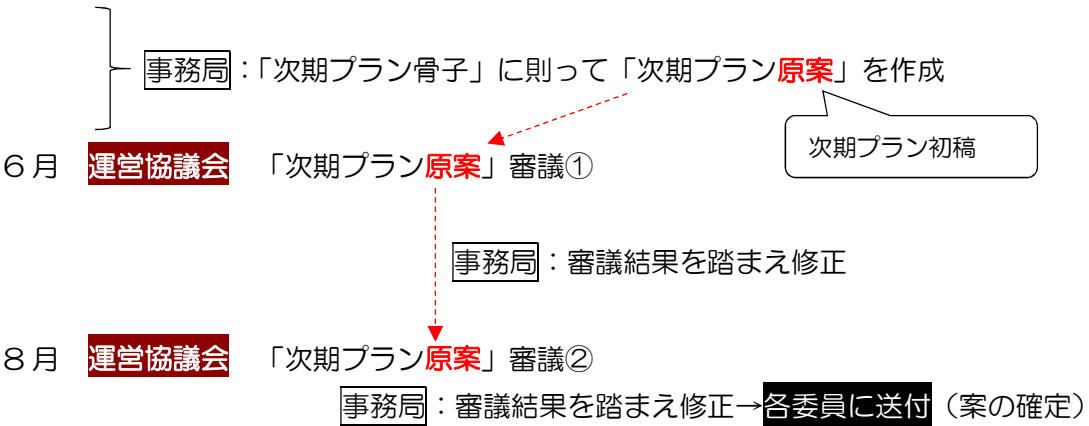 事務局：「次期プラン骨子」に則って「次期プラン原案」を作成
次期プラン初稿
６月　運営協議会　「次期プラン原案」審議①
事務局：審議結果を踏まえ修正
８月　運営協議会　「次期プラン原案」審議②
事務局：審議結果を踏まえ修正→各委員に送付（案の確定）